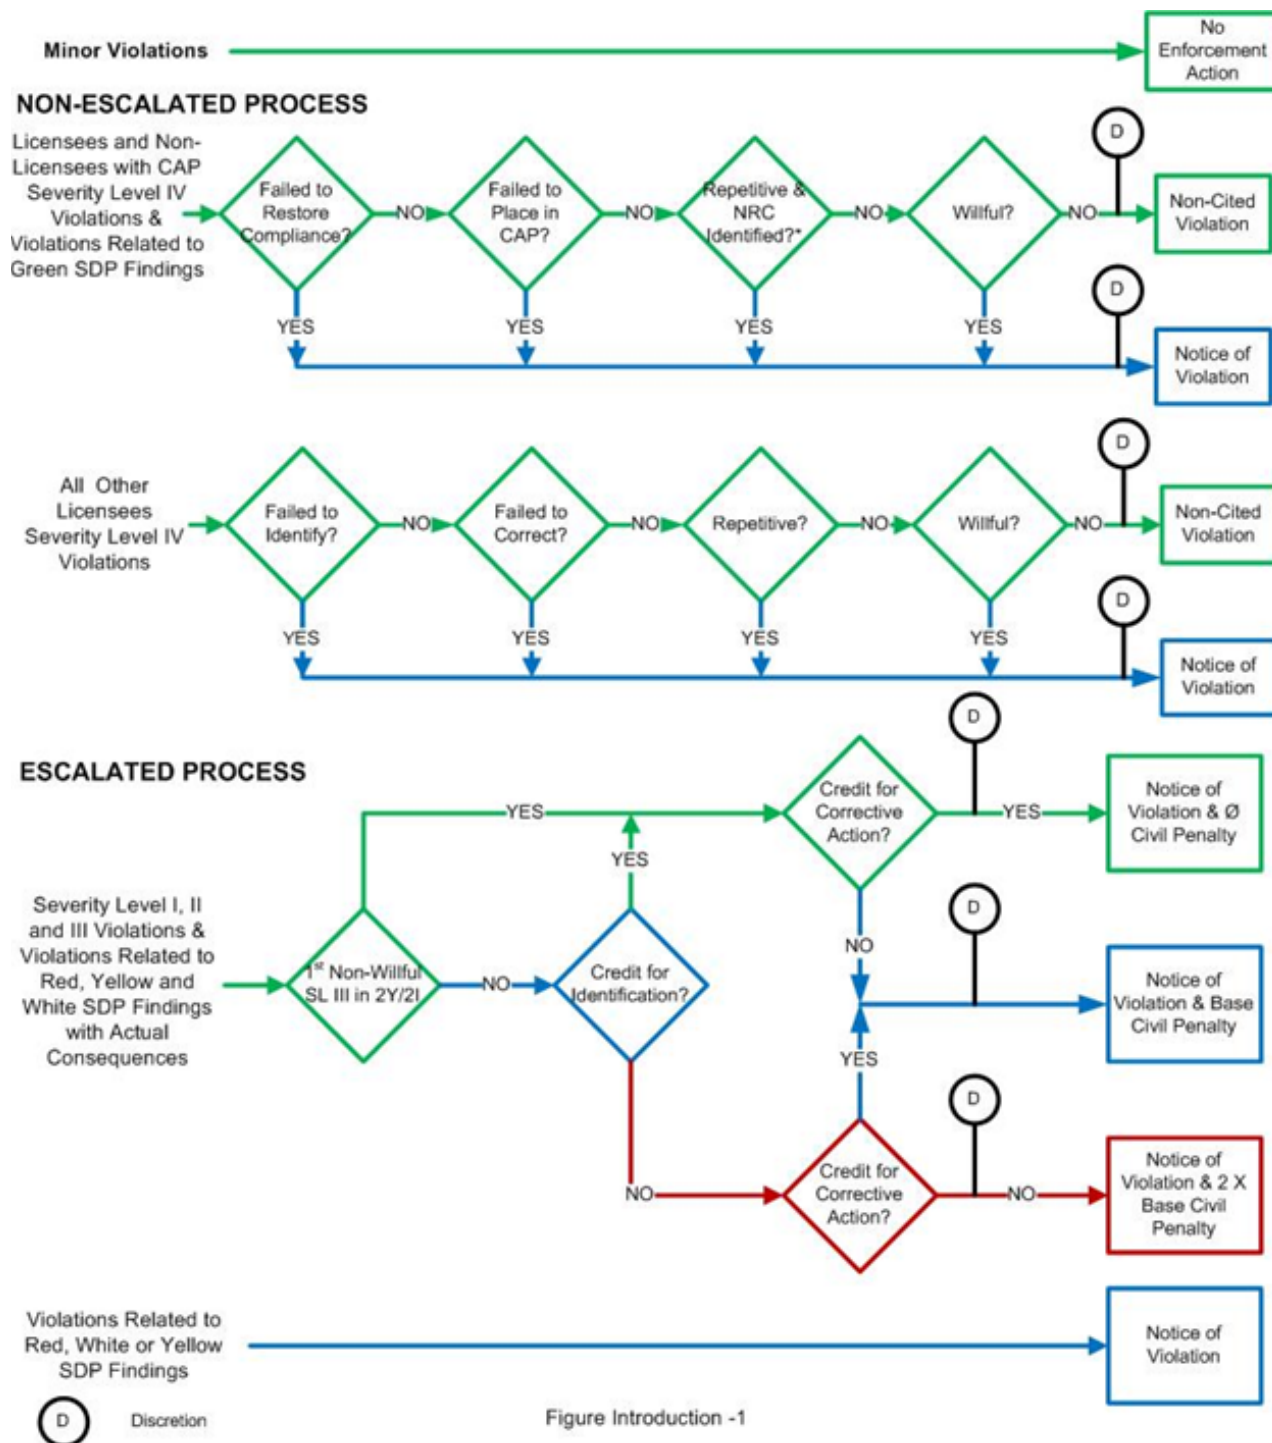 Minor Violations
No
Enforcement
Action
NON-ESCALATED PROCESS
Licensees and Non-
Licensees with CAP
Severity Level IV
Violations &
Violations Related to
Green SDP Findings
Failed to
Restore
Compliance?
NO
Failed to
Place in
CAP?
NO
Repetitive &
NRC
Identified?*
NO
Willful?
NO
D
Non-Cited
Violation
YES
YES
YES
YES
D
Notice of
Violation
All Other
Licensees
Severity Level IV
Violations
Failed to
Identify?
NO
Failed to
Correct?
NO
Repetitive?
NO
Willful?
NO
D
Non-Cited
Violation
YES
YES
YES
YES
D
Notice of
Violation
ESCALATED PROCESS
Severity Level I, II
and III Violations &
Violations Related to
Red, Yellow and
White SDP Findings
with Actual
Consequences
1st Non-Willful
SL III in 2Y/2I
YES
NO
Credit for
Identification?
YES
NO
Credit for
Corrective
Action?
D
YES
Notice of
Violation & Ø
Civil Penalty
NO
D
Notice of
Violation & Base
Civil Penalty
YES
Credit for
Corrective
Action?
D
NO
Notice of
Violation & 2 X
Base Civil
Penalty
Violations Related to
Red, White or Yellow
SDP Findings
Notice of
Violation
D
Discretion
Figure Introduction -1